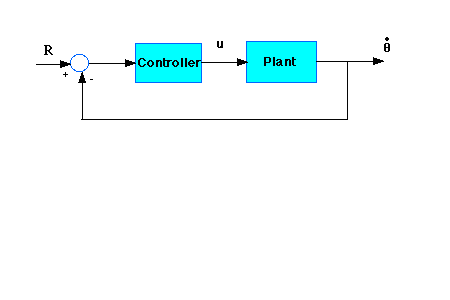 R
+
-
Controller
u
Plant
θ̇